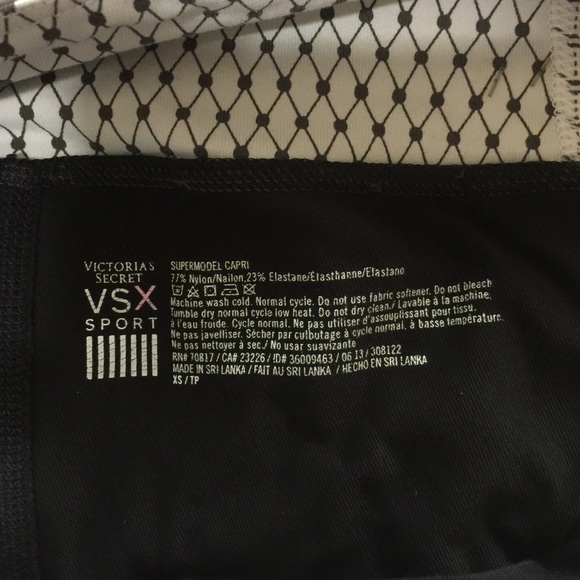 VICTORIA'S
SECRET
VSX
SPORT
SUPERMODEL CAPRI
77% Nylon/Nailon, 23% Elastane/Élasthanne/Elastano
Machine wash cold. Normal cycle. Do not use fabric softener. Do not bleach
Tumble dry normal cycle low heat. Do not dry clean./ Lavable à la machine,
à l'eau froide. Cycle normal. Ne pas utiliser d'assouplissant pour tissu.
Ne pas javelliser. Sécher par culbutage à cycle normal, à basse température.
Ne pas nettoyer à sec./ No usar suavizante
RN# 70817 / CA# 23226 / ID# 36009463 / 06 13 / 308122
MADE IN SRI LANKA / FAIT AU SRI LANKA / HECHO EN SRI LANKA
XS / TP